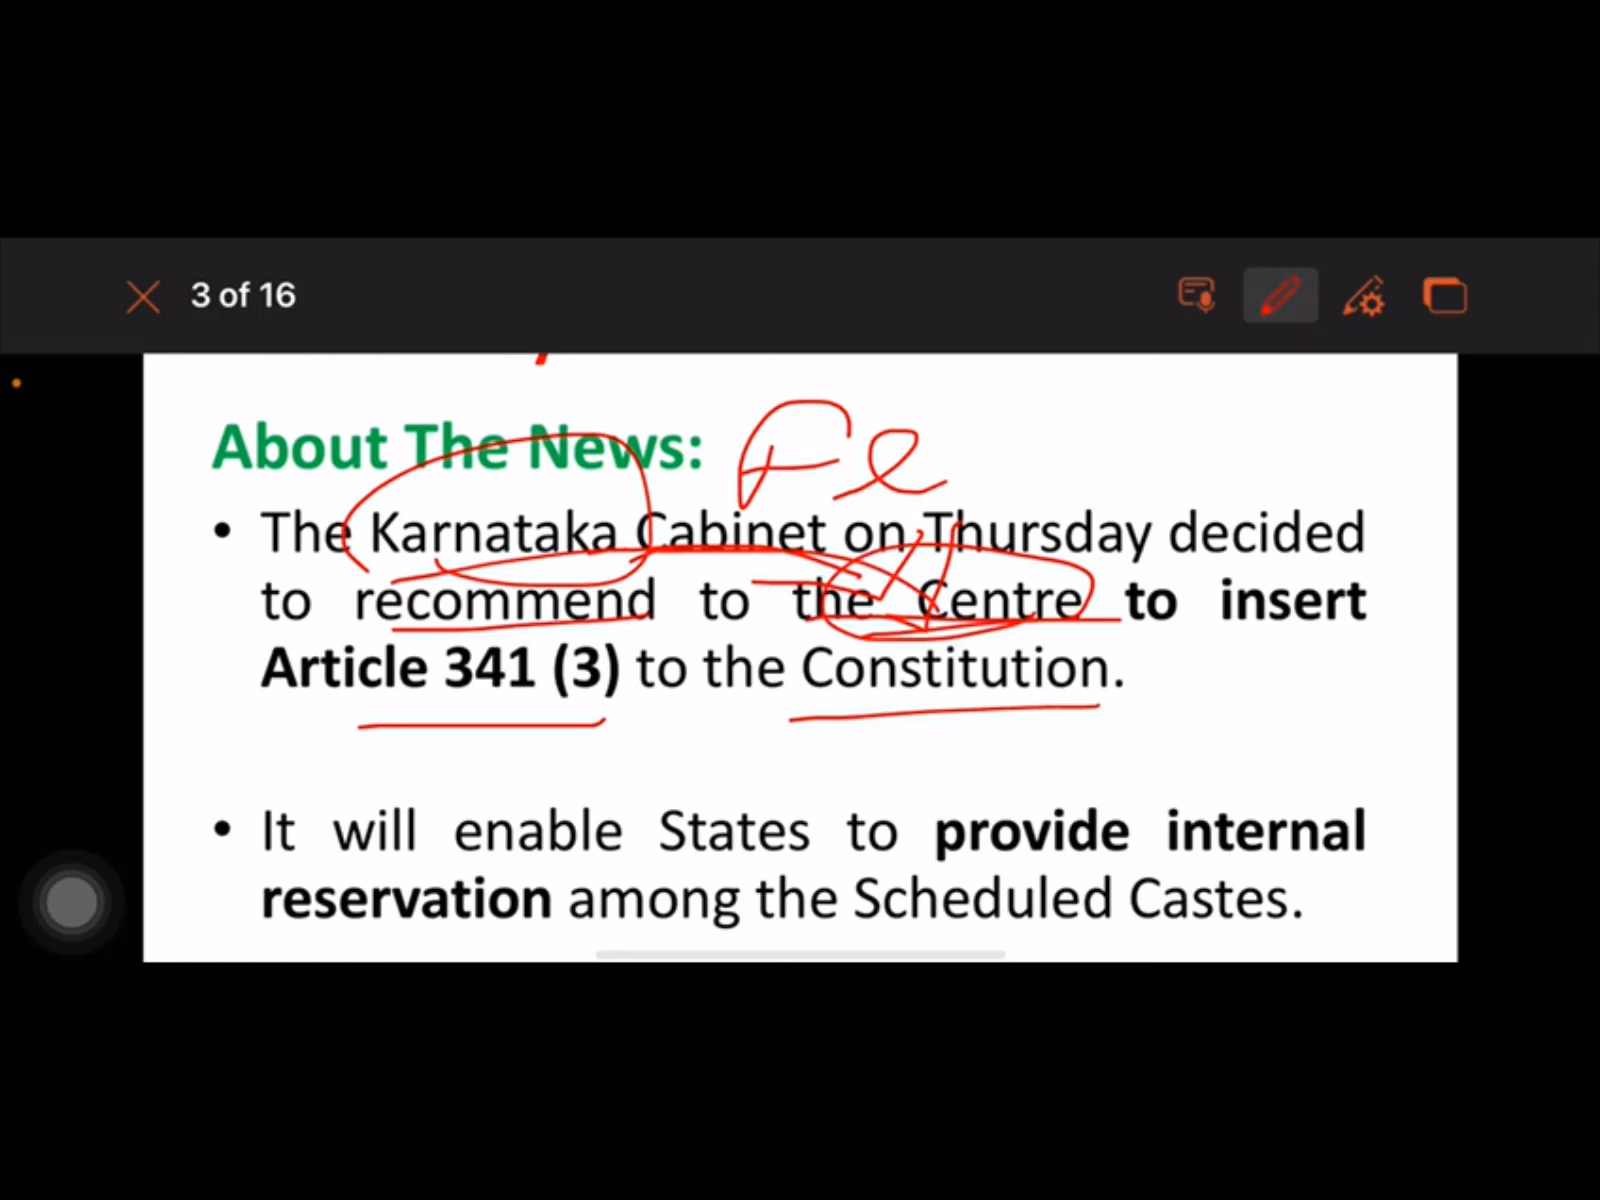 3 of 16
About The News:
Fe
• The Karnataka Cabinet on Thursday decided
to recommend to the Centre to insert
Article 341 (3) to the Constitution.
• It will enable States to provide internal
reservation among the Scheduled Castes.